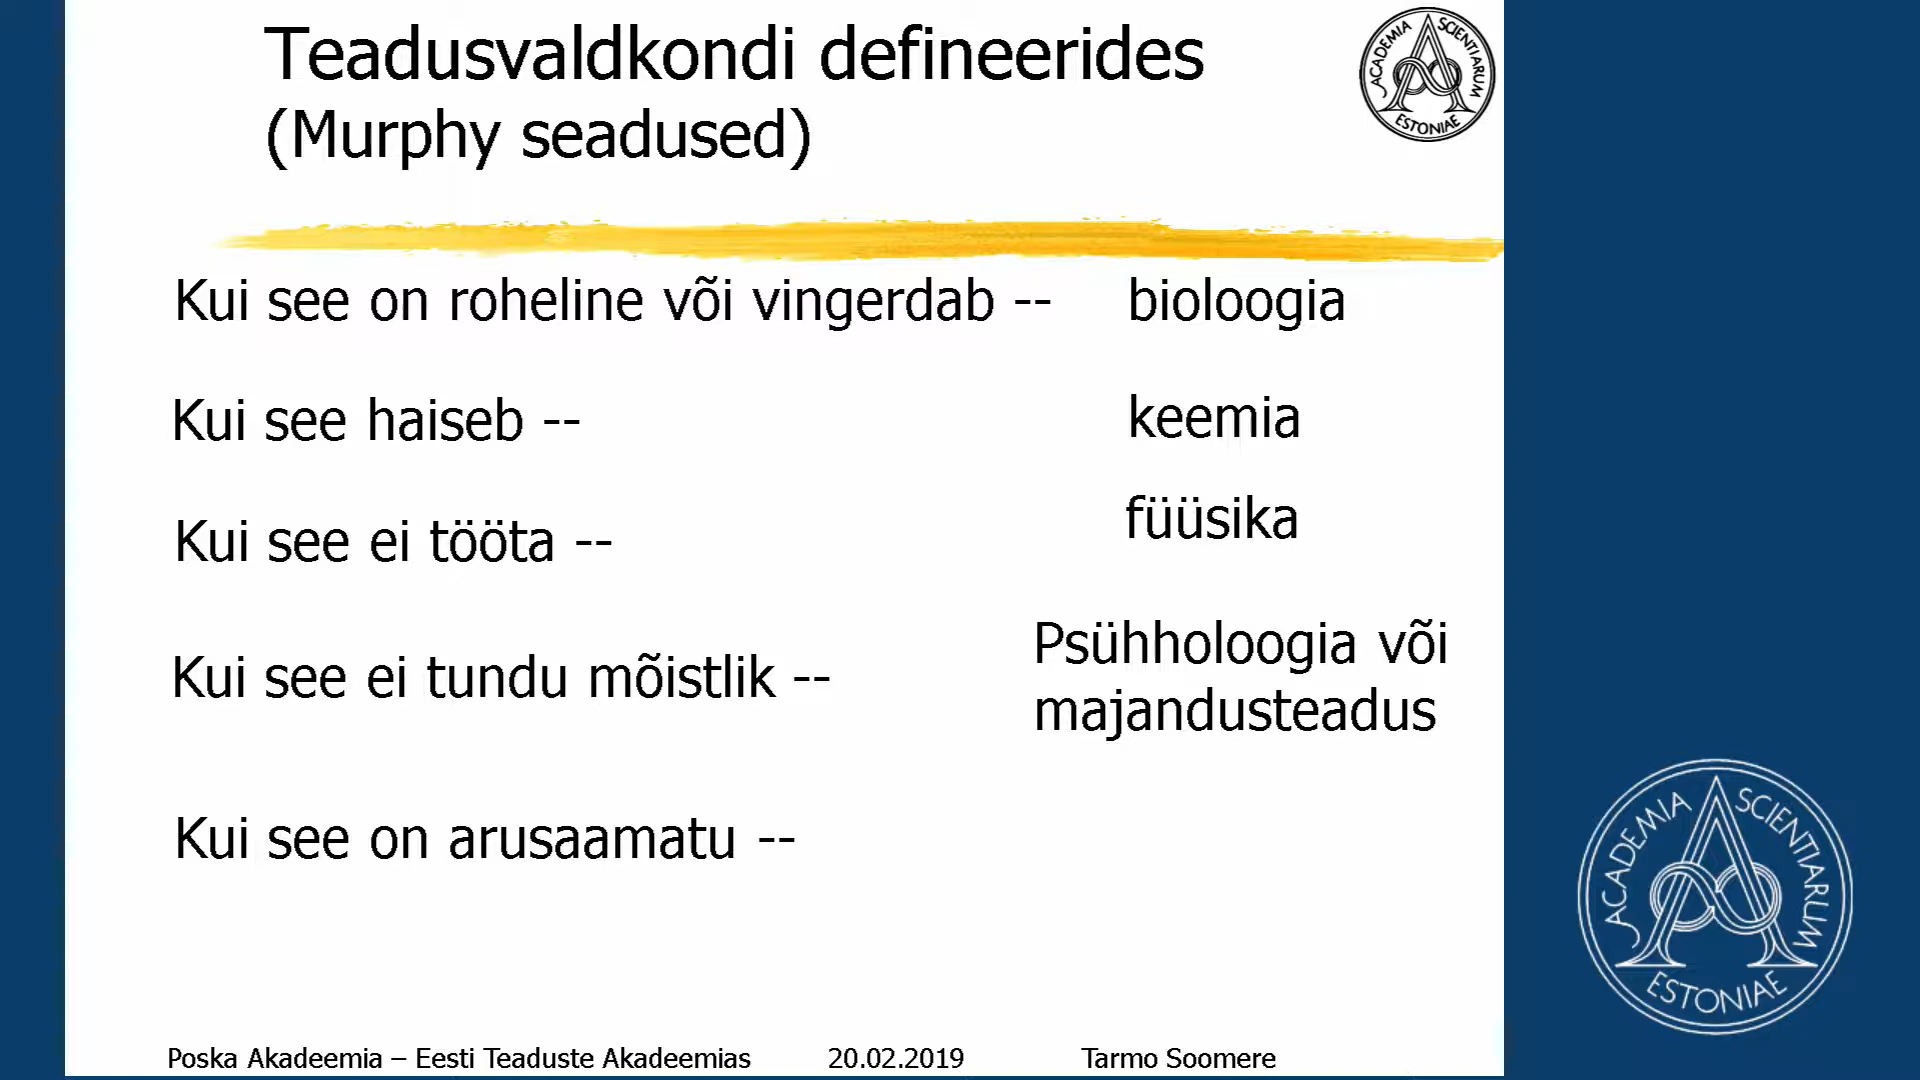 Teadusvaldkondi defineerides
(Murphy seadused)
ACADEMIA SCIENTIARUM ESTONIAE
Kui see on roheline või vingerdab -- bioloogia
Kui see haiseb -- keemia
Kui see ei tööta -- füüsika
Kui see ei tundu mõistlik -- Psühholoogia või
majandusteadus
Kui see on arusaamatu --
ACADEMIA SCIENTIARUM ESTONIAE
Poska Akadeemia – Eesti Teaduste Akadeemias 20.02.2019 Tarmo Soomere